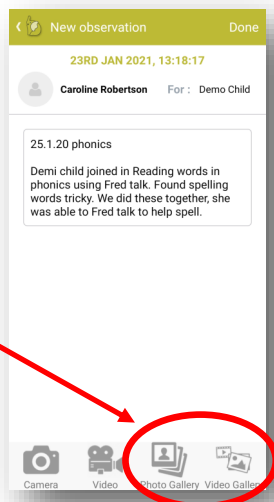 New observation Done
23RD JAN 2021, 13:18:17
Caroline Robertson For : Demo Child
25.1.20 phonics
Demi child joined in Reading words in
phonics using Fred talk. Found spelling
words tricky. We did these together, she
was able to Fred talk to help spell.
Camera Video Photo Gallery Video Gallery